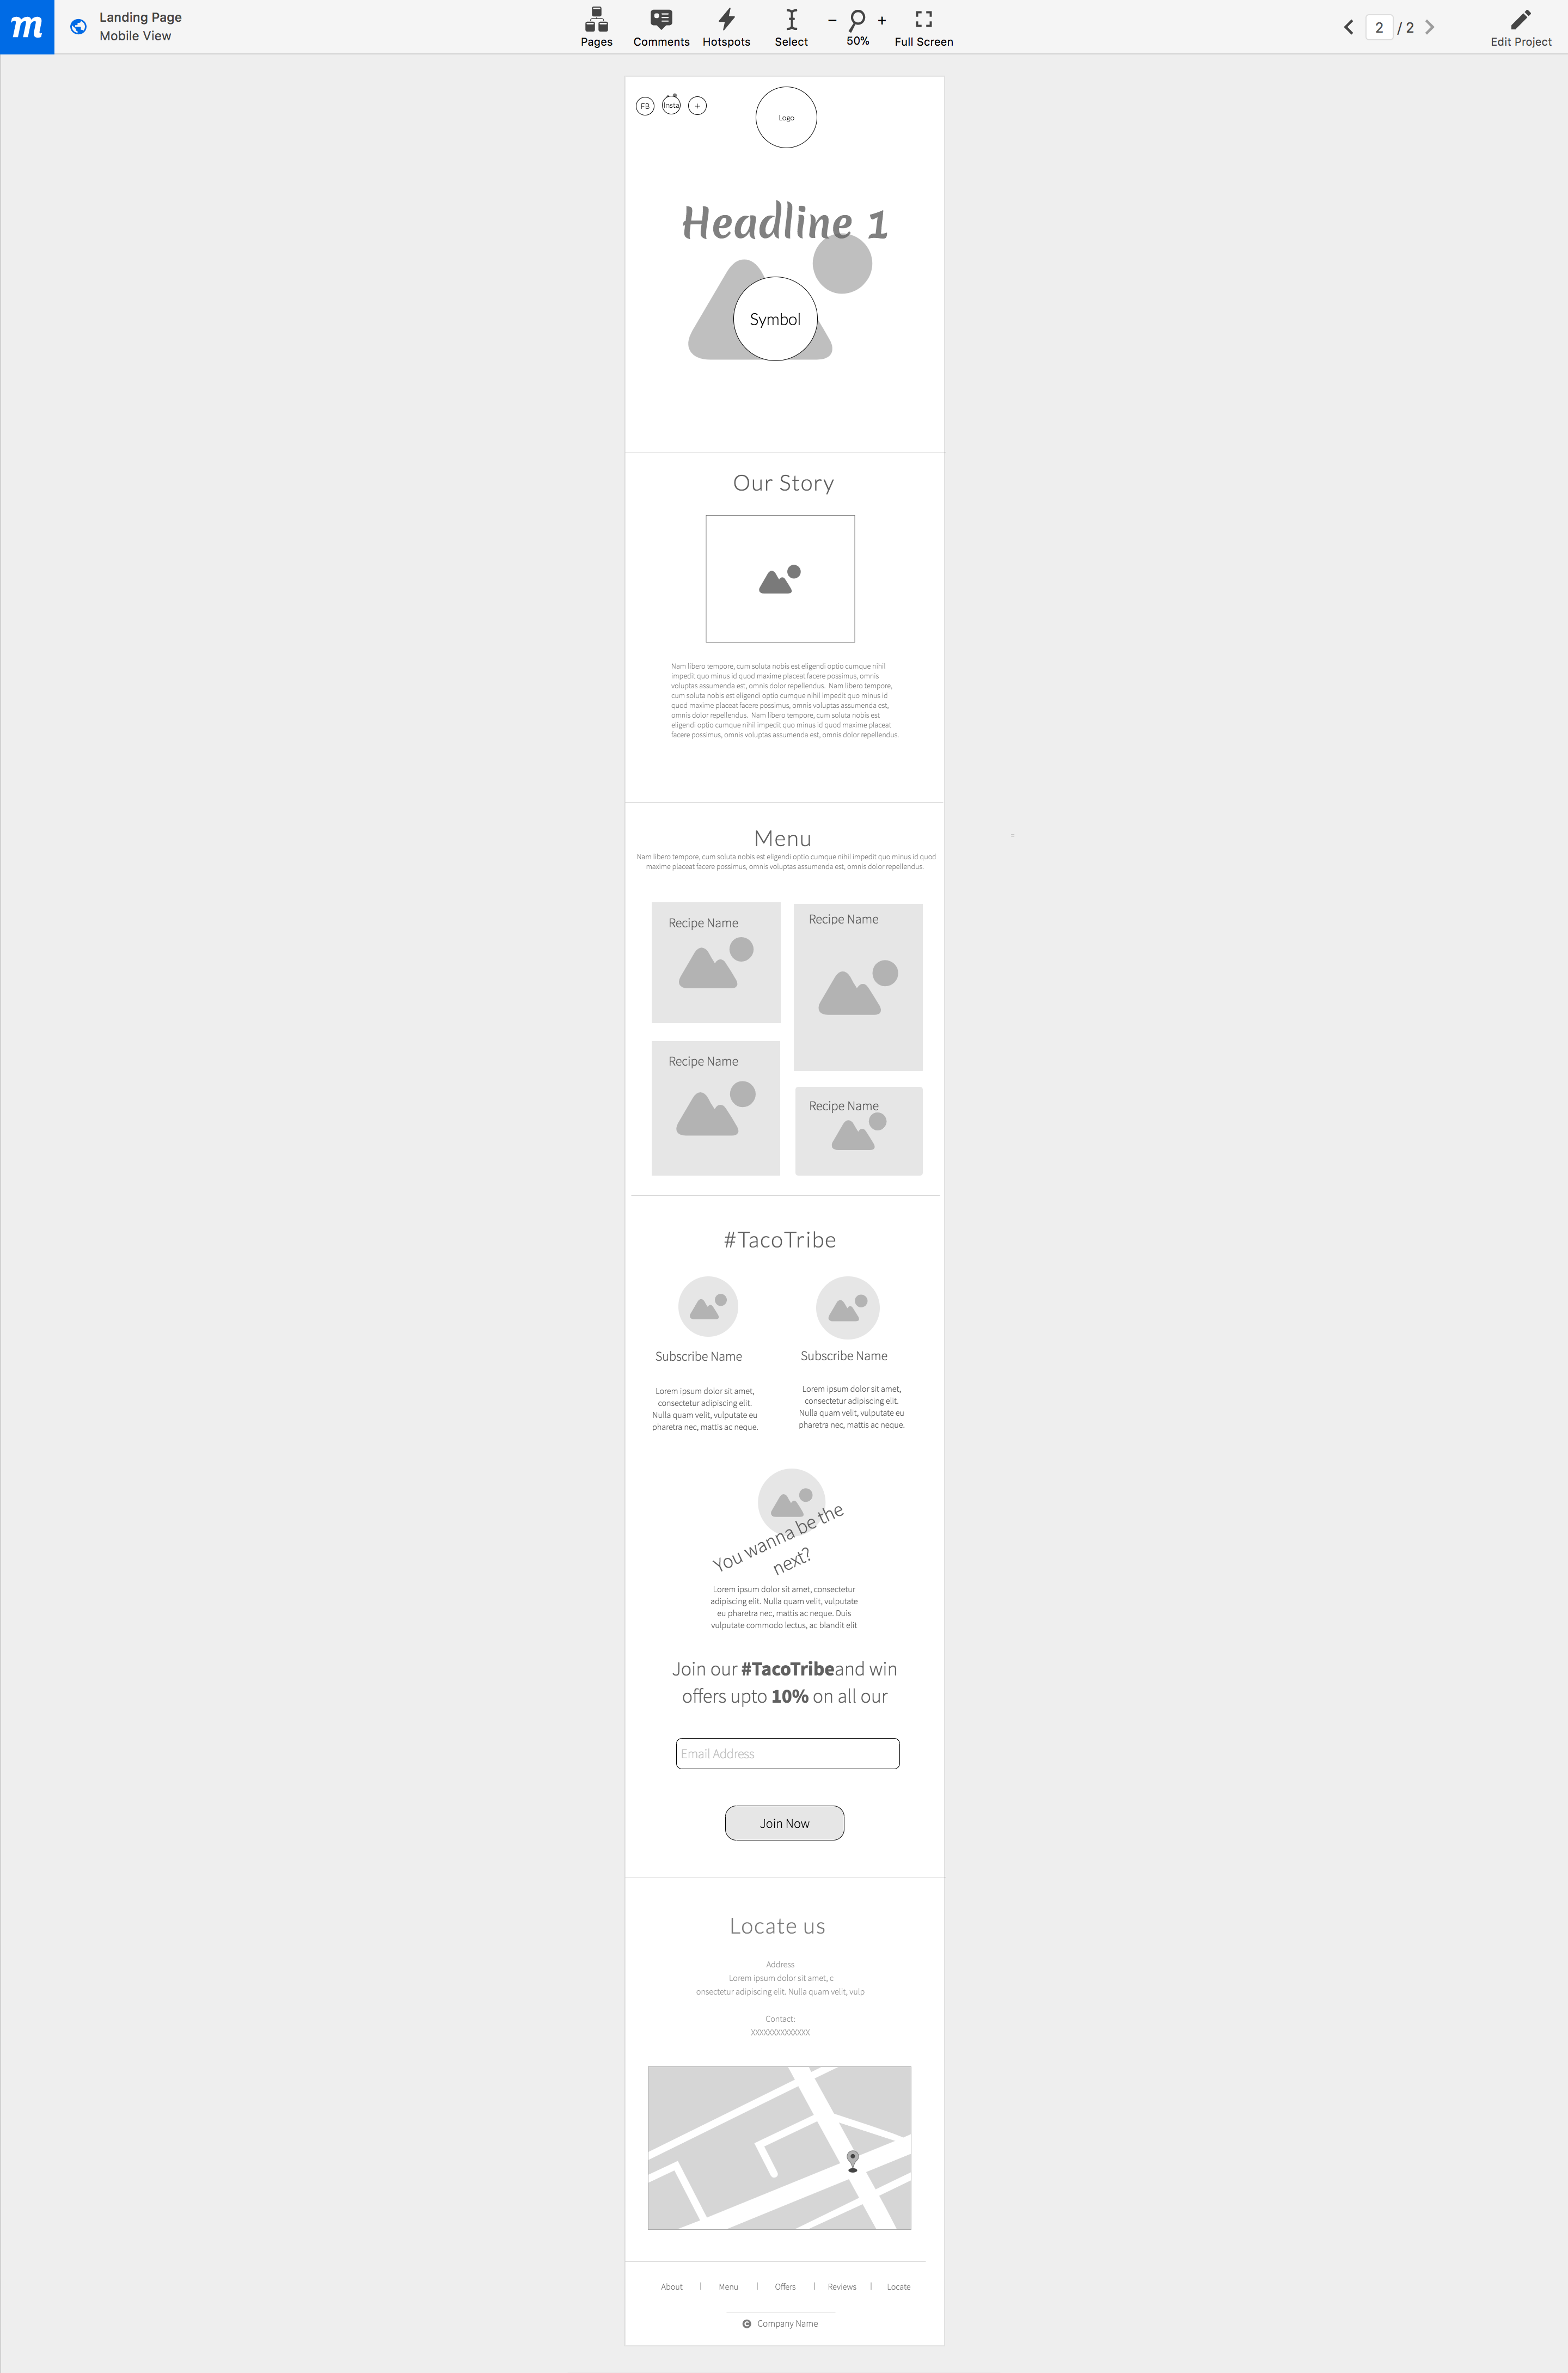 m
Landing Page
Mobile View
Pages
Comments
Hotspots
Select
− 50% +
Full Screen
2 / 2
Edit Project
FB
Insta
+
Logo
Headline 1
Symbol
Our Story
Nam libero tempore, cum soluta nobis est eligendi optio cumque nihil
impedit quo minus id quod maxime placeat facere possimus, omnis
voluptas assumenda est, omnis dolor repellendus. Nam libero tempore,
cum soluta nobis est eligendi optio cumque nihil impedit quo minus id
quod maxime placeat facere possimus, omnis voluptas assumenda est,
omnis dolor repellendus. Nam libero tempore, cum soluta nobis est
eligendi optio cumque nihil impedit quo minus id quod maxime placeat
facere possimus, omnis voluptas assumenda est, omnis dolor repellendus.
Menu
Nam libero tempore, cum soluta nobis est eligendi optio cumque nihil impedit quo minus id quod
maxime placeat facere possimus, omnis voluptas assumenda est, omnis dolor repellendus.
Recipe Name
Recipe Name
Recipe Name
Recipe Name
#TacoTribe
Subscribe Name
Lorem ipsum dolor sit amet,
consectetur adipiscing elit.
Nulla quam velit, vulputate eu
pharetra nec, mattis ac neque.
Subscribe Name
Lorem ipsum dolor sit amet,
consectetur adipiscing elit.
Nulla quam velit, vulputate eu
pharetra nec, mattis ac neque.
You wanna be the
next?
Lorem ipsum dolor sit amet, consectetur
adipiscing elit. Nulla quam velit, vulputate
eu pharetra nec, mattis ac neque. Duis
vulputate commodo lectus, ac blandit elit
Join our #TacoTribeand win
offers upto 10% on all our
Email Address
Join Now
Locate us
Address
Lorem ipsum dolor sit amet, c
onsectetur adipiscing elit. Nulla quam velit, vulp
Contact:
XXXXXXXXXXXXXX
About | Menu | Offers | Reviews | Locate
© Company Name